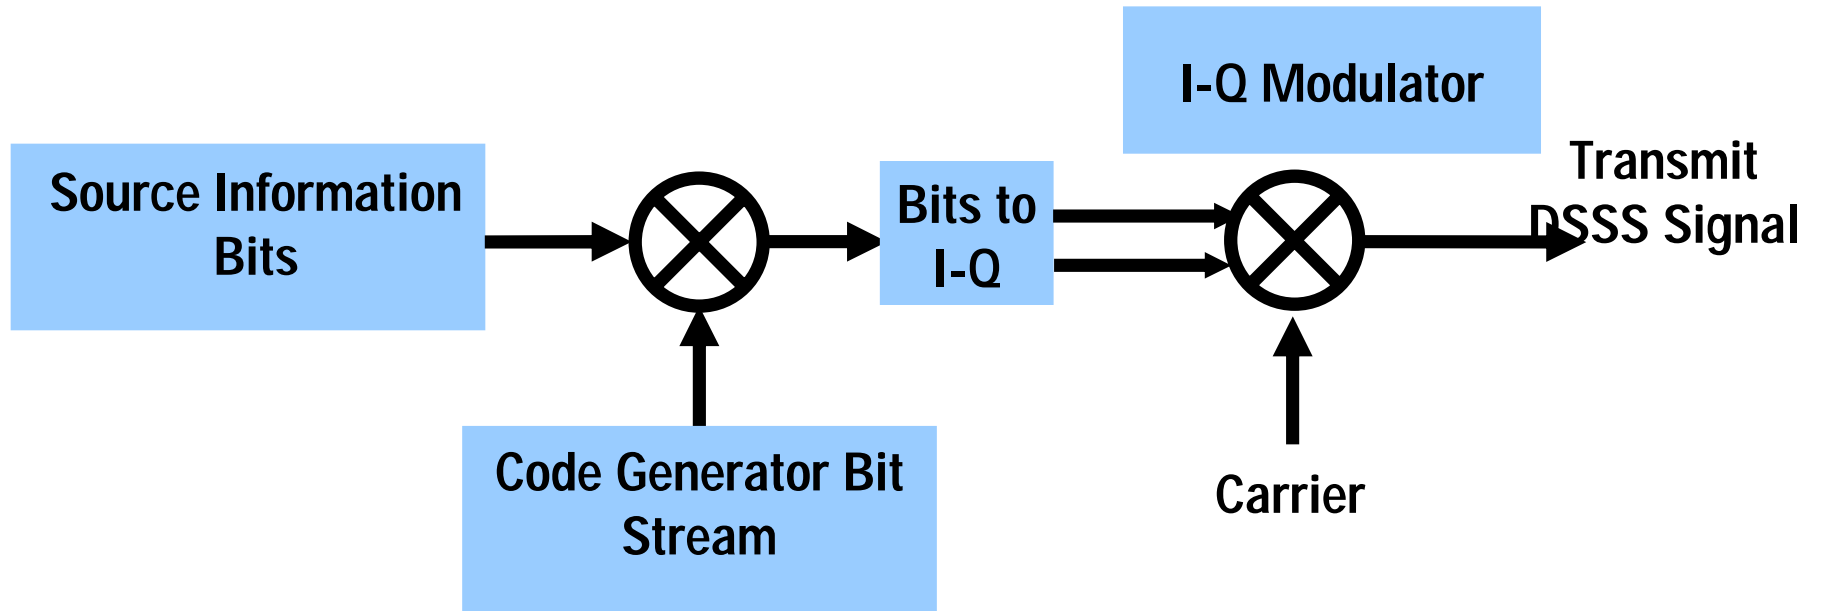 I-Q Modulator
Source Information
Bits
Bits to
I-Q
Transmit
DSSS Signal
Code Generator Bit
Stream
Carrier